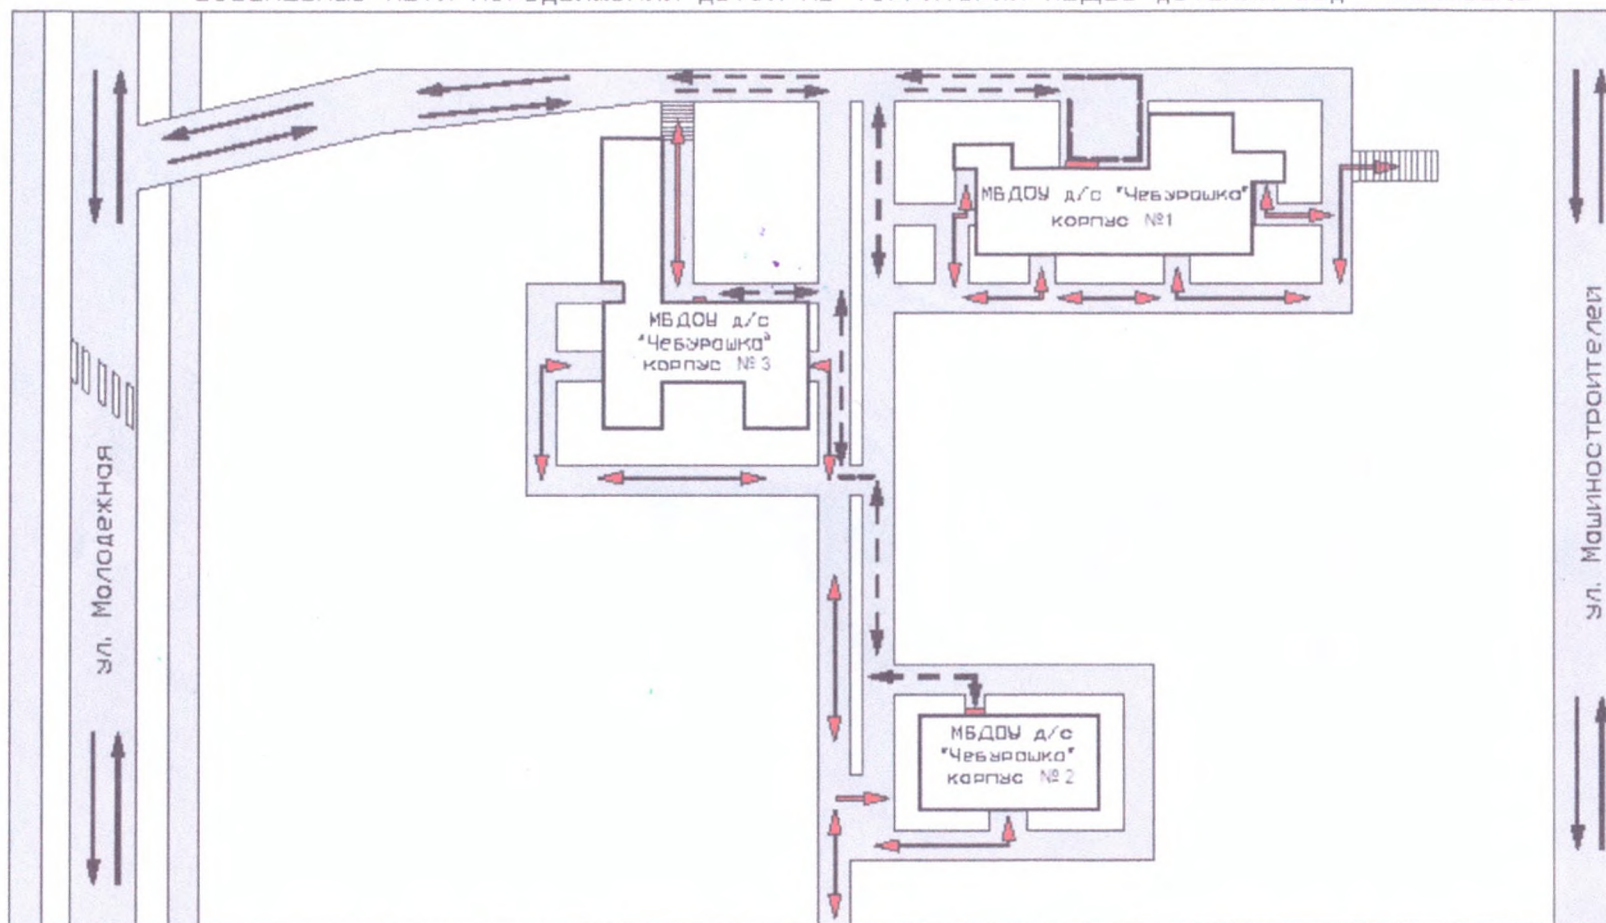 МБДОУ д/с "Чебурашка"
корпус №1
МБДОУ д/с
"Чебурашка"
корпус №3
ул. Молодежная
ул. Машиностроителей
МБДОУ д/с
"Чебурашка"
корпус №2